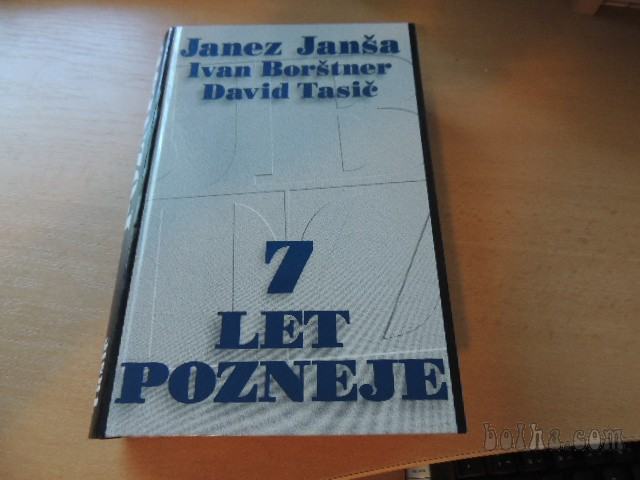 Janez Janša
Ivan Borštner
David Tasič
7
LET
POZNEJE
bolha.com